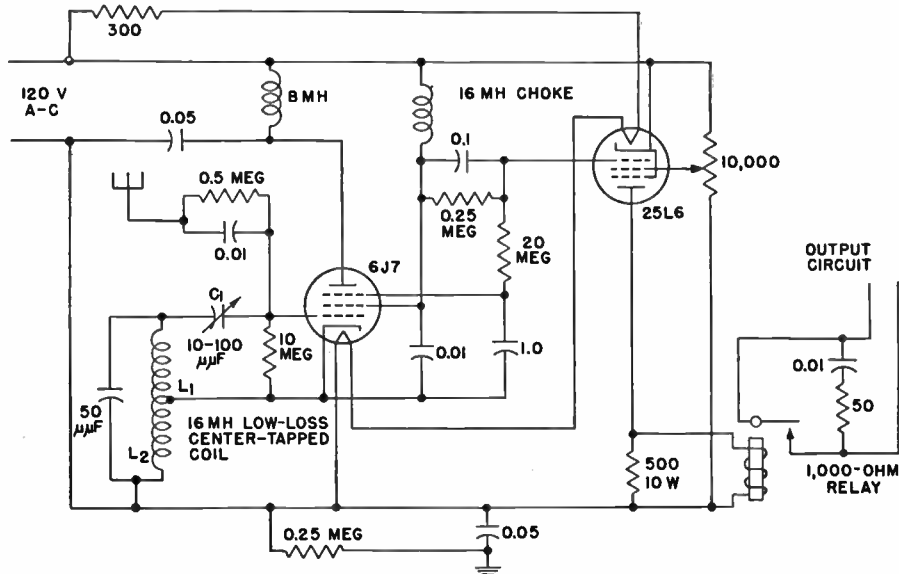 300
120 V
A-C
8 MH
16 MH CHOKE
0.05
0.1
10,000
0.5 MEG
0.25
MEG
25L6
0.01
20
MEG
OUTPUT
CIRCUIT
6J7
C1
10-100
μμF
10
MEG
0.01
1.0
0.01
50
50
μμF
L1
16 MH LOW-LOSS
CENTER-TAPPED
COIL
L2
500
10 W
1,000-OHM
RELAY
0.25 MEG
0.05